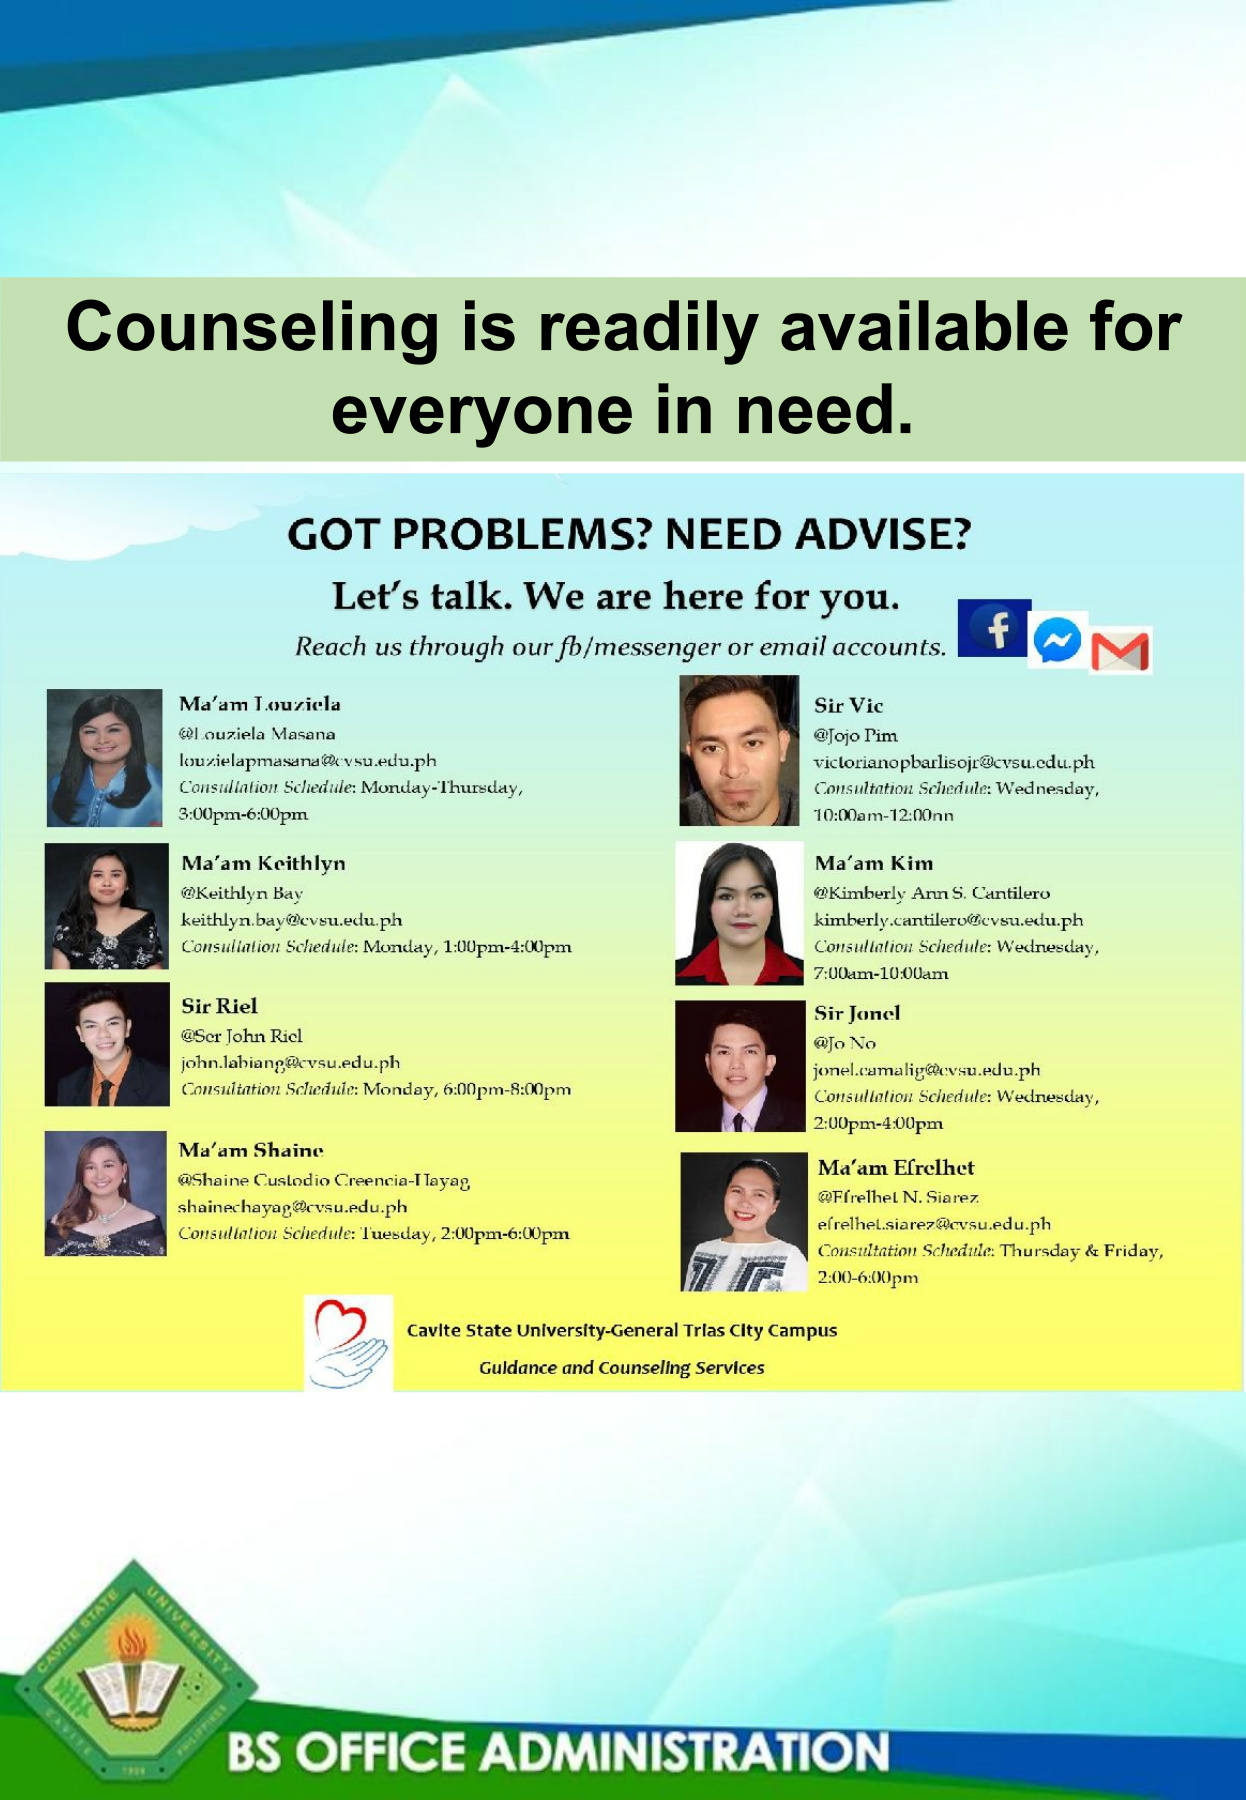 Counseling is readily available for
everyone in need.
GOT PROBLEMS? NEED ADVISE?
Let's talk. We are here for you.
Reach us through our fb/messenger or email accounts.
Ma'am Louziela
@Louziela Masana
louzielapmasana@cvsu.edu.ph
Consultation Schedule: Monday-Thursday,
3:00pm-6:00pm
Ma'am Keithlyn
@Keithlyn Bay
keithlyn.bay@cvsu.edu.ph
Consultation Schedule: Monday, 1:00pm-4:00pm
Sir Riel
@Ser John Riel
john.labiang@cvsu.edu.ph
Consultation Schedule: Monday, 6:00pm-8:00pm
Ma'am Shaine
@Shaine Custodio Creencia-Hayag
shainechayag@cvsu.edu.ph
Consultation Schedule: Tuesday, 2:00pm-6:00pm
Sir Vic
@Jojo Pim
victorianopbarlisojr@cvsu.edu.ph
Consultation Schedule: Wednesday,
10:00am-12:00nn
Ma'am Kim
@Kimberly Ann S. Cantilero
kimberly.cantilero@cvsu.edu.ph
Consultation Schedule: Wednesday,
7:00am-10:00am
Sir Jonel
@Jo No
jonel.camalig@cvsu.edu.ph
Consultation Schedule: Wednesday,
2:00pm-4:00pm
Ma'am Efrelhet
@Efrelhet N. Siarez
efrelhet.siarez@cvsu.edu.ph
Consultation Schedule: Thursday & Friday,
2:00-6:00pm
Cavite State University-General Trias City Campus
Guidance and Counseling Services
CAVITE STATE UNIVERSITY
CAVITE PHILIPPINES
1906
BS OFFICE ADMINISTRATION